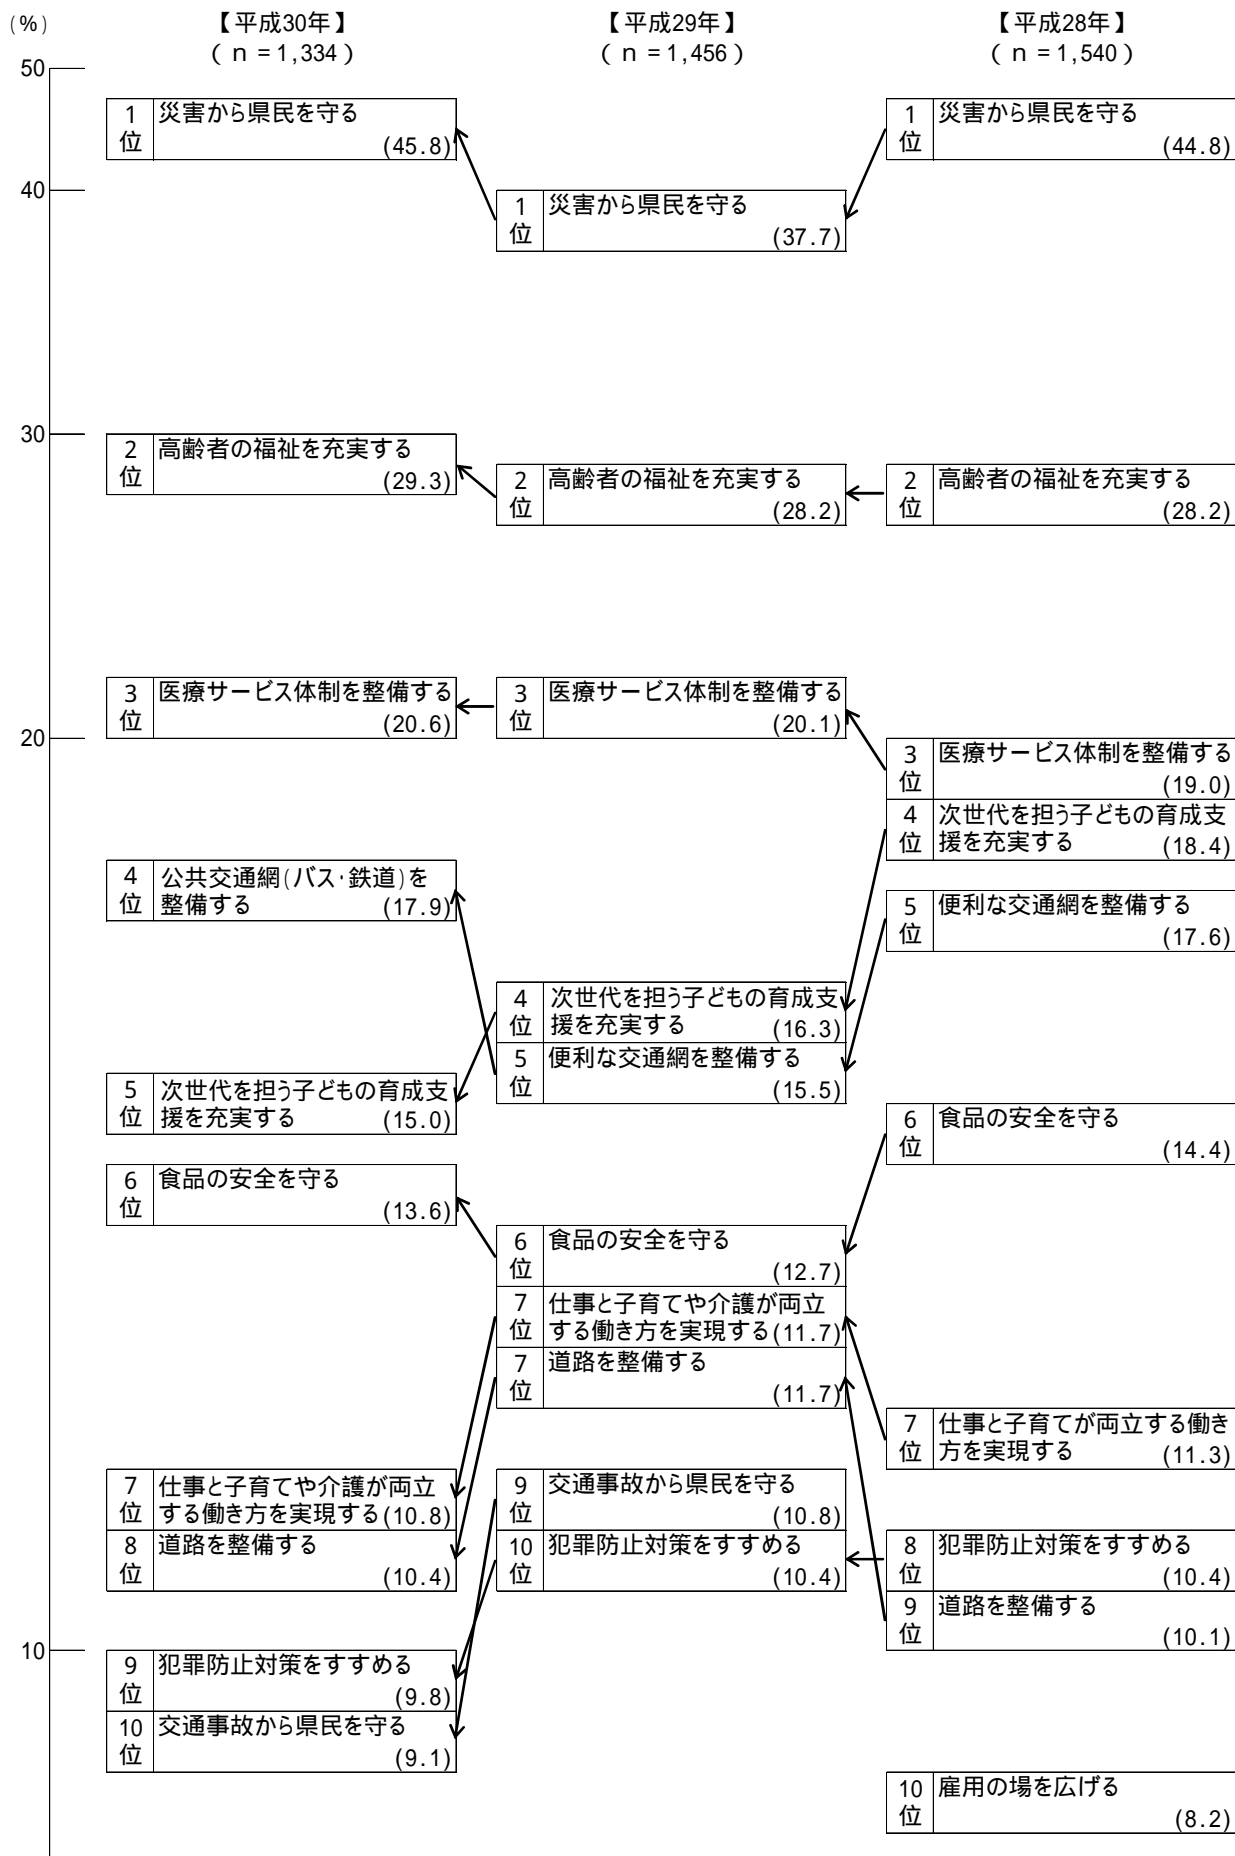 (%)
【平成30年】
(n=1,334)
【平成29年】
(n=1,456)
【平成28年】
(n=1,540)
50
40
30
20
10
1位
災害から県民を守る
(45.8)
2位
高齢者の福祉を充実する
(29.3)
3位
医療サービス体制を整備する
(20.6)
4位
公共交通網(バス・鉄道)を
整備する (17.9)
5位
次世代を担う子どもの育成支
援を充実する (15.0)
6位
食品の安全を守る
(13.6)
7位
仕事と子育てや介護が両立
する働き方を実現する(10.8)
8位
道路を整備する
(10.4)
9位
犯罪防止対策をすすめる
(9.8)
10位
交通事故から県民を守る
(9.1)
1位
災害から県民を守る
(37.7)
2位
高齢者の福祉を充実する
(28.2)
3位
医療サービス体制を整備する
(20.1)
4位
次世代を担う子どもの育成支
援を充実する (16.3)
5位
便利な交通網を整備する
(15.5)
6位
食品の安全を守る
(12.7)
7位
仕事と子育てや介護が両立
する働き方を実現する(11.7)
7位
道路を整備する
(11.7)
9位
交通事故から県民を守る
(10.8)
10位
犯罪防止対策をすすめる
(10.4)
1位
災害から県民を守る
(44.8)
2位
高齢者の福祉を充実する
(28.2)
3位
医療サービス体制を整備する
(19.0)
4位
次世代を担う子どもの育成支
援を充実する (18.4)
5位
便利な交通網を整備する
(17.6)
6位
食品の安全を守る
(14.4)
7位
仕事と子育てが両立する働き
方を実現する (11.3)
8位
犯罪防止対策をすすめる
(10.4)
9位
道路を整備する
(10.1)
10位
雇用の場を広げる
(8.2)